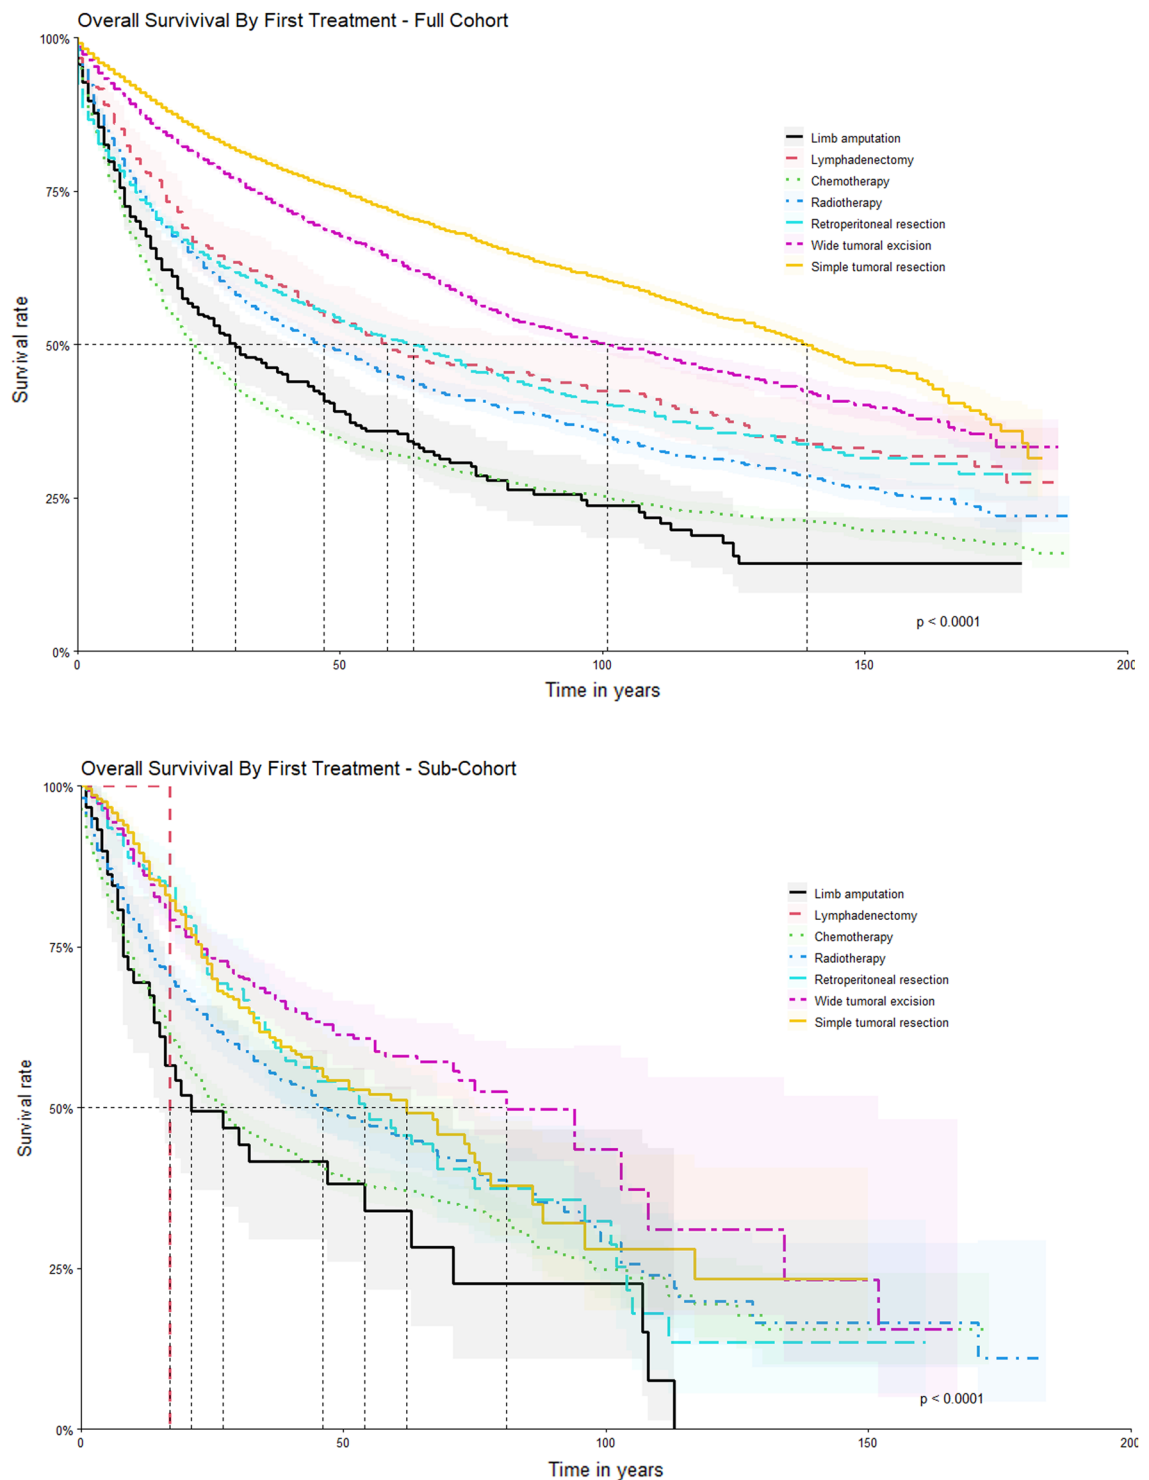 Overall Survivival By First Treatment - Full Cohort
100%
75%
50%
25%
0%
Survival rate
Limb amputation
Lymphadenectomy
Chemotherapy
Radiotherapy
Retroperitoneal resection
Wide tumoral excision
Simple tumoral resection
p < 0.0001
0 50 100 150 200
Time in years
Overall Survivival By First Treatment - Sub-Cohort
100%
75%
50%
25%
0%
Survival rate
Limb amputation
Lymphadenectomy
Chemotherapy
Radiotherapy
Retroperitoneal resection
Wide tumoral excision
Simple tumoral resection
p < 0.0001
0 50 100 150 200
Time in years